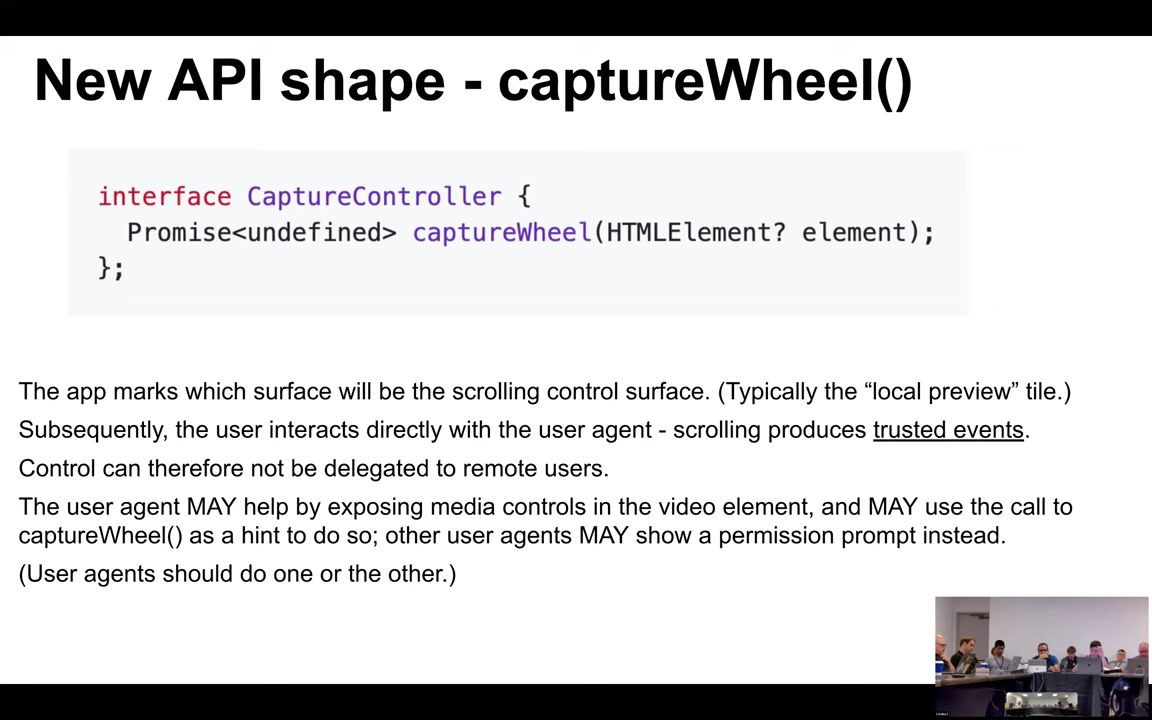 New API shape - captureWheel()
interface CaptureController {
Promise<undefined> captureWheel(HTMLElement? element);
};
The app marks which surface will be the scrolling control surface. (Typically the “local preview” tile.)
Subsequently, the user interacts directly with the user agent - scrolling produces trusted events.
Control can therefore not be delegated to remote users.
The user agent MAY help by exposing media controls in the video element, and MAY use the call to
captureWheel() as a hint to do so; other user agents MAY show a permission prompt instead.
(User agents should do one or the other.)